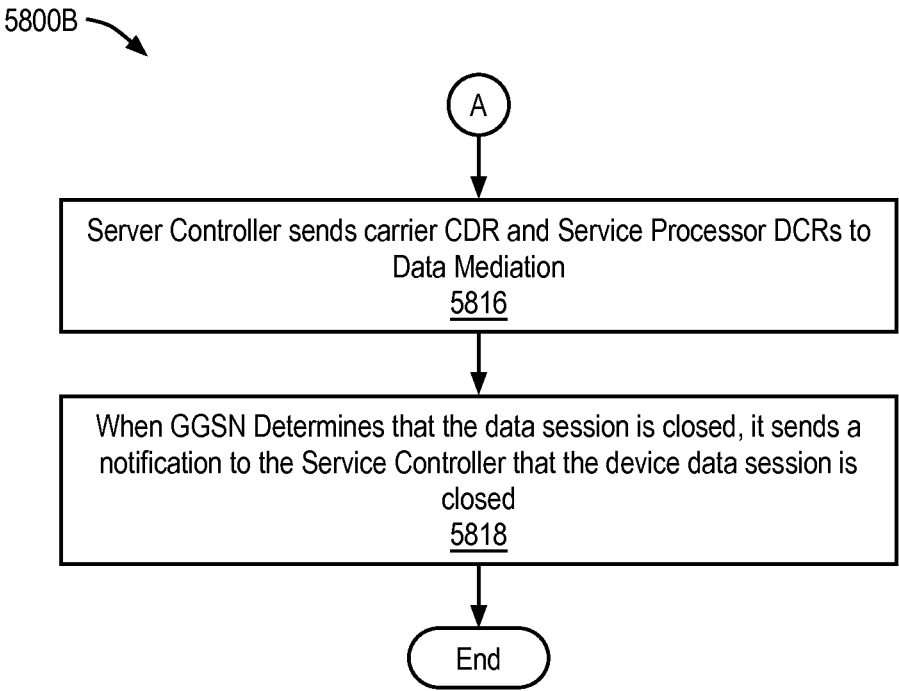 5800B
A
Server Controller sends carrier CDR and Service Processor DCRs to
Data Mediation
5816
When GGSN Determines that the data session is closed, it sends a
notification to the Service Controller that the device data session is
closed
5818
End